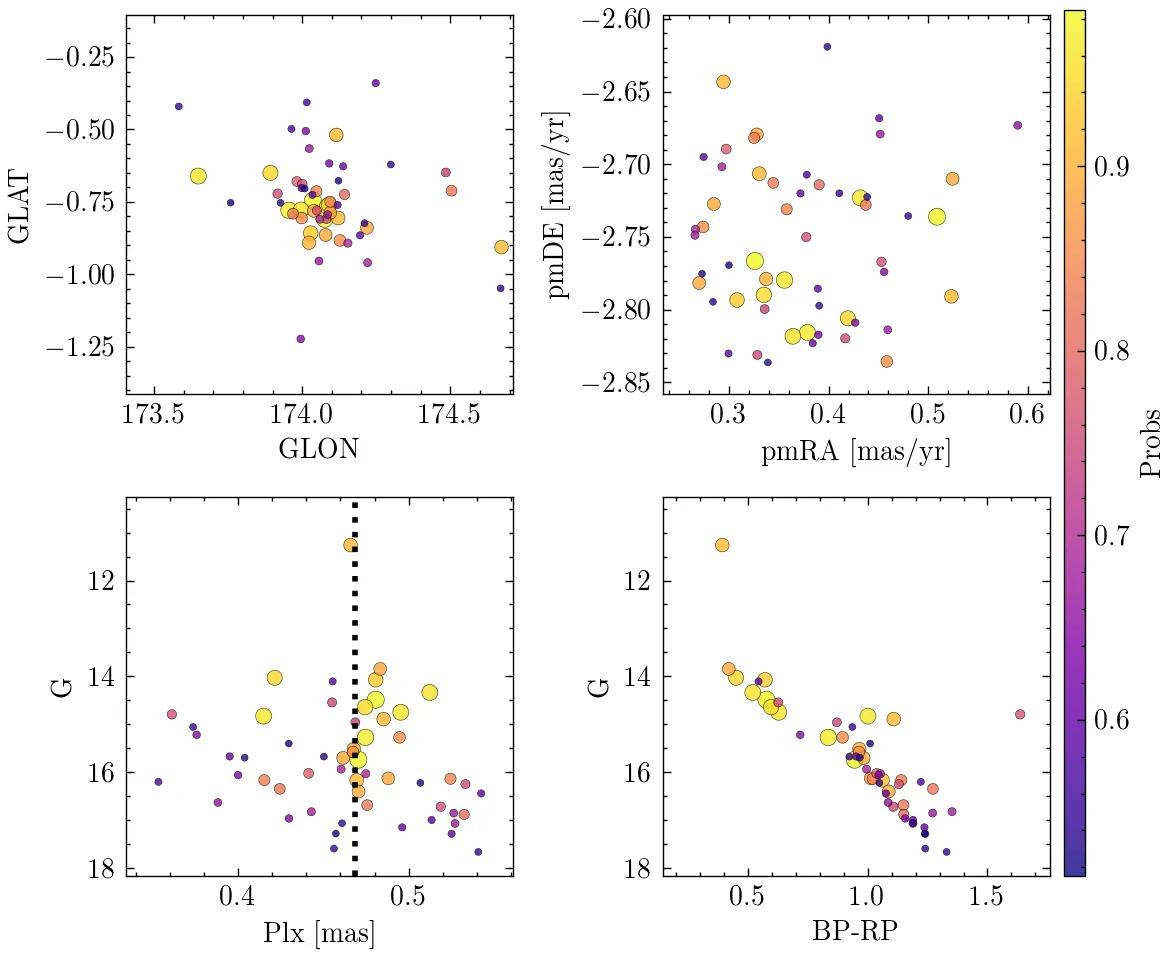 −0.25
−0.50
−0.75
−1.00
−1.25
GLAT
173.5 174.0 174.5
GLON
−2.60
−2.65
−2.70
−2.75
−2.80
−2.85
pmDE [mas/yr]
0.3 0.4 0.5 0.6
pmRA [mas/yr]
12
14
16
18
G
0.4 0.5
Plx [mas]
12
14
16
18
G
0.5 1.0 1.5
BP-RP
0.9
0.8
0.7
0.6
Probs